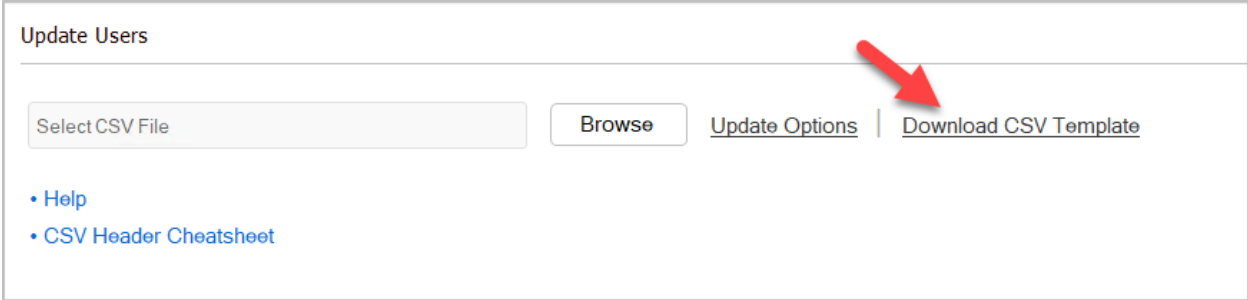 Update Users
Select CSV File Browse Update Options | Download CSV Template
• Help
• CSV Header Cheatsheet